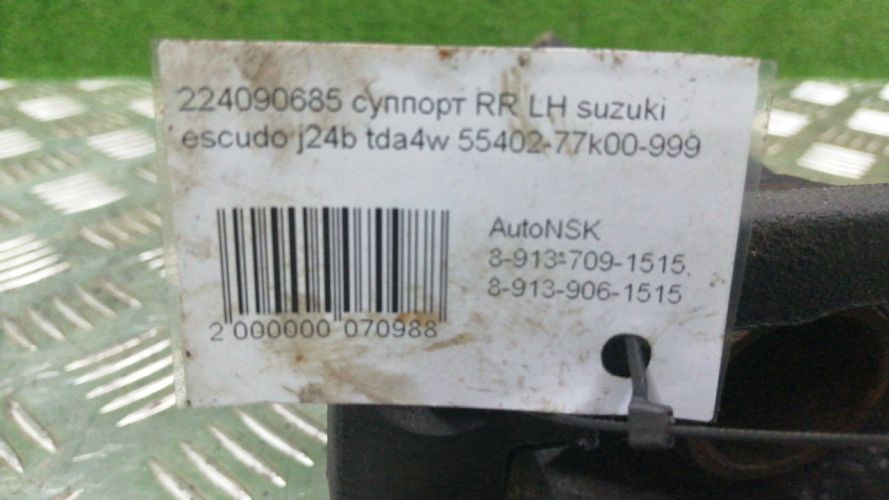 224090685 суппорт RR LH suzuki
escudo j24b tda4w 55402-77k00-999
AutoNSK
8-913-709-1515,
8-913-906-1515
2 000000 070988